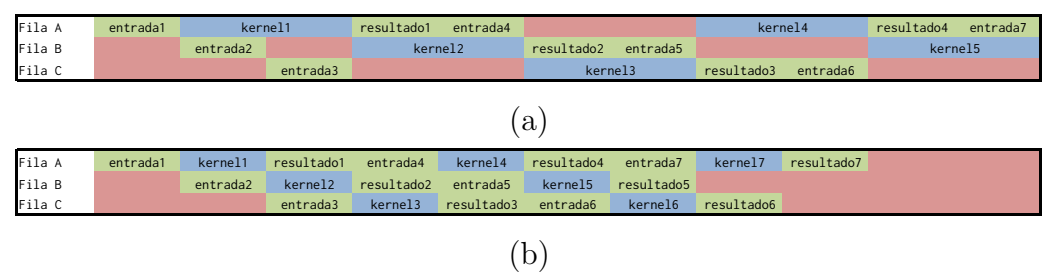 Fila A entrada1 kernel1 resultado1 entrada4 kernel4 resultado4 entrada7
Fila B entrada2 kernel2 resultado2 entrada5 kernel5
Fila C entrada3 kernel3 resultado3 entrada6
(a)
Fila A entrada1 kernel1 resultado1 entrada4 kernel4 resultado4 entrada7 kernel7 resultado7
Fila B entrada2 kernel2 resultado2 entrada5 kernel5 resultado5
Fila C entrada3 kernel3 resultado3 entrada6 kernel6 resultado6
(b)